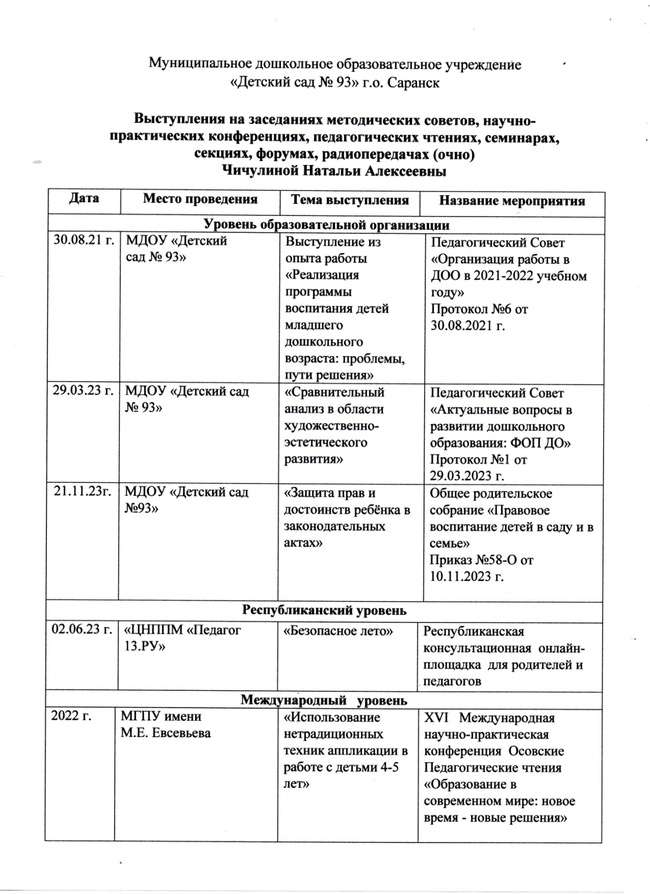 Муниципальное дошкольное образовательное учреждение
«Детский сад № 93» г.о. Саранск
Выступления на заседаниях методических советов, научно-
практических конференциях, педагогических чтениях, семинарах,
секциях, форумах, радиопередачах (очно)
Чичулиной Натальи Алексеевны
Дата Место проведения Тема выступления Название мероприятия
Уровень образовательной организации
30.08.21 г.
МДОУ «Детский
сад № 93»
Выступление из
опыта работы
«Реализация
программы
воспитания детей
младшего
дошкольного
возраста: проблемы,
пути решения»
Педагогический Совет
«Организация работы в
ДОО в 2021-2022 учебном
году»
Протокол №6 от
30.08.2021 г.
29.03.23 г.
МДОУ «Детский сад
№ 93»
«Сравнительный
анализ в области
художественно-
эстетического
развития»
Педагогический Совет
«Актуальные вопросы в
развитии дошкольного
образования: ФОП ДО»
Протокол №1 от
29.03.2023 г.
21.11.23г.
МДОУ «Детский сад
№93»
«Защита прав и
достоинств ребёнка в
законодательных
актах»
Общее родительское
собрание «Правовое
воспитание детей в саду и в
семье»
Приказ №58-О от
10.11.2023 г.
Республиканский уровень
02.06.23 г.
«ЦНППМ «Педагог
13.РУ»
«Безопасное лето»
Республиканская
консультационная онлайн-
площадка для родителей и
педагогов
Международный уровень
2022 г.
МГПУ имени
М.Е. Евсевьева
«Использование
нетрадиционных
техник аппликации в
работе с детьми 4-5
лет»
XVI Международная
научно-практическая
конференция Осовские
Педагогические чтения
«Образование в
современном мире: новое
время - новые решения»